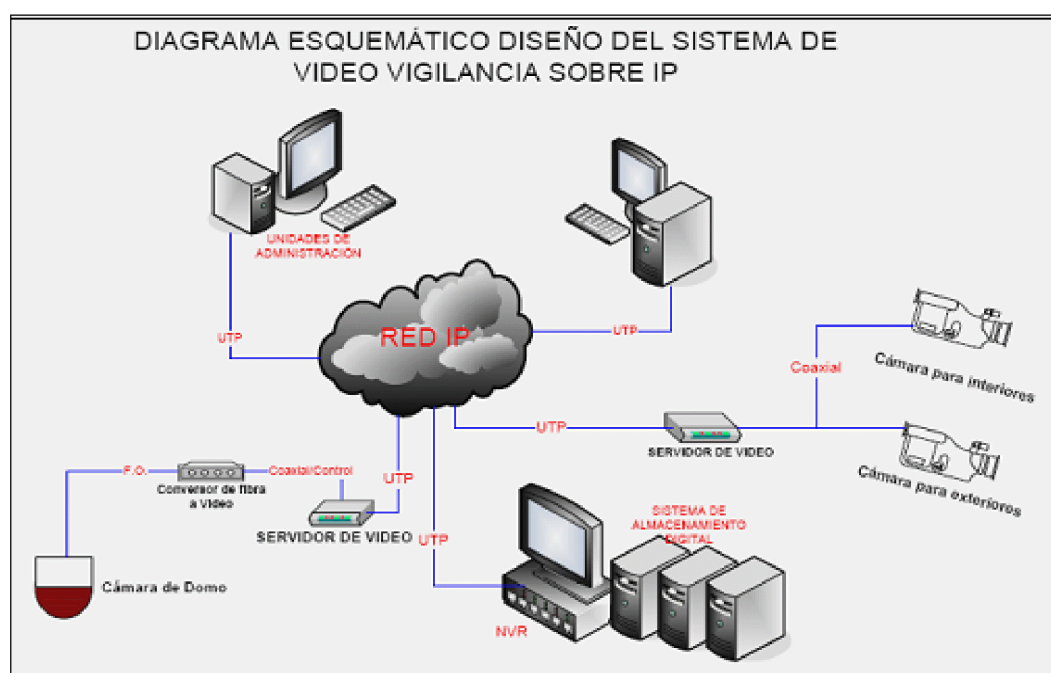 DIAGRAMA ESQUEMÁTICO DISEÑO DEL SISTEMA DE
VIDEO VIGILANCIA SOBRE IP
UNIDADES DE
ADMINISTRACIÓN
UTP
RED IP
UTP
Coaxial
Cámara para interiores
UTP
SERVIDOR DE VIDEO
Cámara para exteriores
F.O.
Conversor de fibra
a Video
Coaxial/Control
UTP
SERVIDOR DE VIDEO
UTP
Cámara de Domo
SISTEMA DE
ALMACENAMIENTO
DIGITAL
NVR